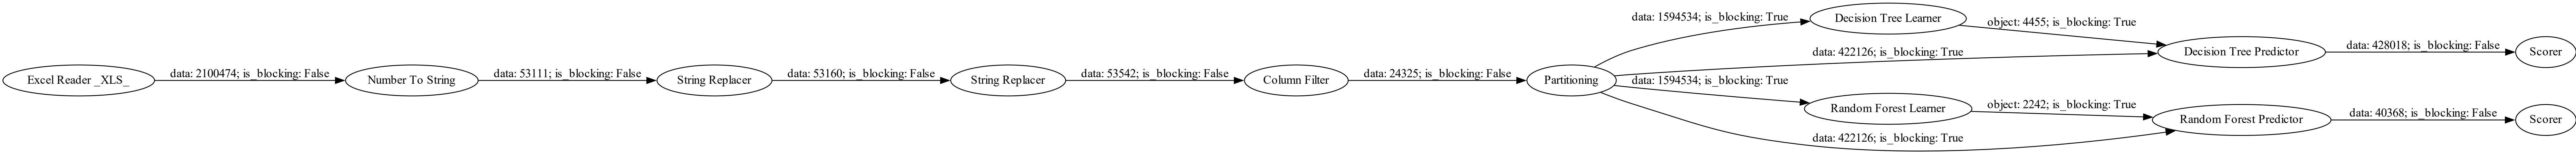 Excel Reader _XLS_
data: 2100474; is_blocking: False
Number To String
data: 53111; is_blocking: False
String Replacer
data: 53160; is_blocking: False
String Replacer
data: 53542; is_blocking: False
Column Filter
data: 24325; is_blocking: False
Partitioning
data: 1594534; is_blocking: True
Decision Tree Learner
object: 4455; is_blocking: True
data: 422126; is_blocking: True
Decision Tree Predictor
data: 428018; is_blocking: False
Scorer
data: 1594534; is_blocking: True
Random Forest Learner
object: 2242; is_blocking: True
data: 422126; is_blocking: True
Random Forest Predictor
data: 40368; is_blocking: False
Scorer